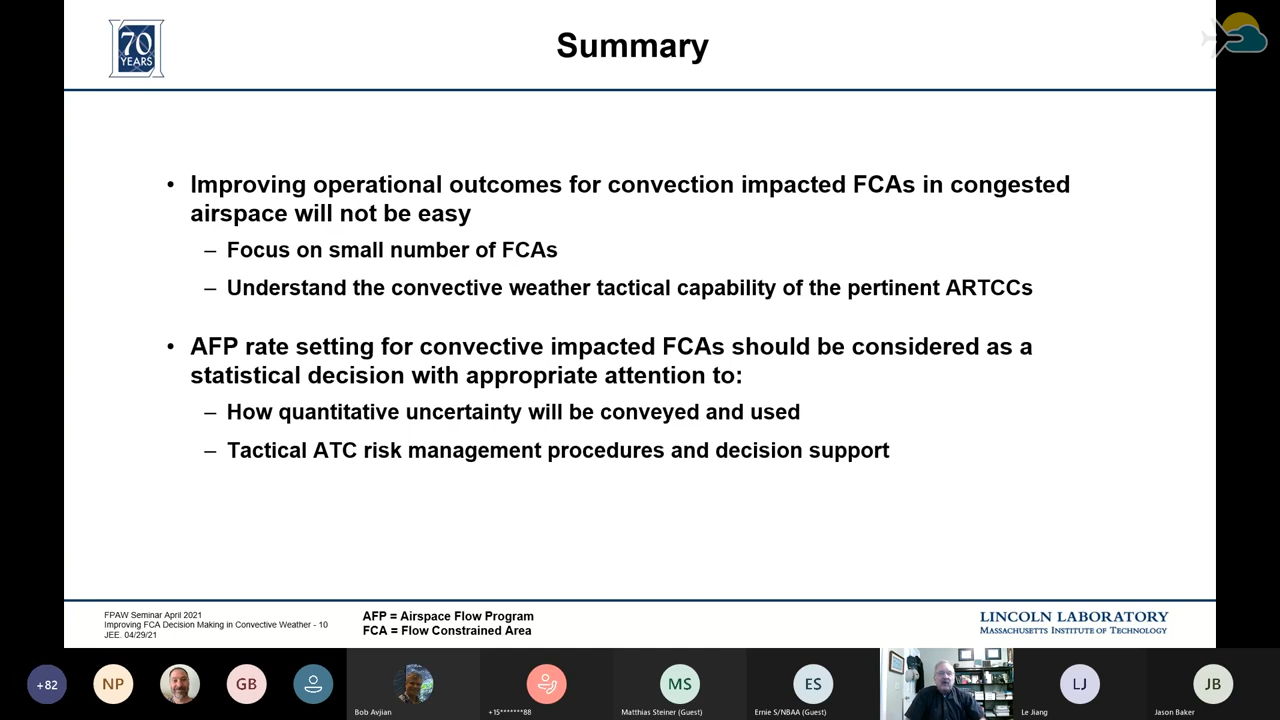 70
YEARS
Summary
• Improving operational outcomes for convection impacted FCAs in congested
airspace will not be easy
– Focus on small number of FCAs
– Understand the convective weather tactical capability of the pertinent ARTCCs
• AFP rate setting for convective impacted FCAs should be considered as a
statistical decision with appropriate attention to:
– How quantitative uncertainty will be conveyed and used
– Tactical ATC risk management procedures and decision support
FPAW Seminar April 2021
Improving FCA Decision Making in Convective Weather - 10
JEE. 04/29/21
AFP = Airspace Flow Program
FCA = Flow Constrained Area
LINCOLN LABORATORY
MASSACHUSETTS INSTITUTE OF TECHNOLOGY
+82
NP
GB
Bob Avjian
+15*******88
MS
Matthias Steiner (Guest)
ES
Ernie S/NBAA (Guest)
LJ
Le Jiang
JB
Jason Baker